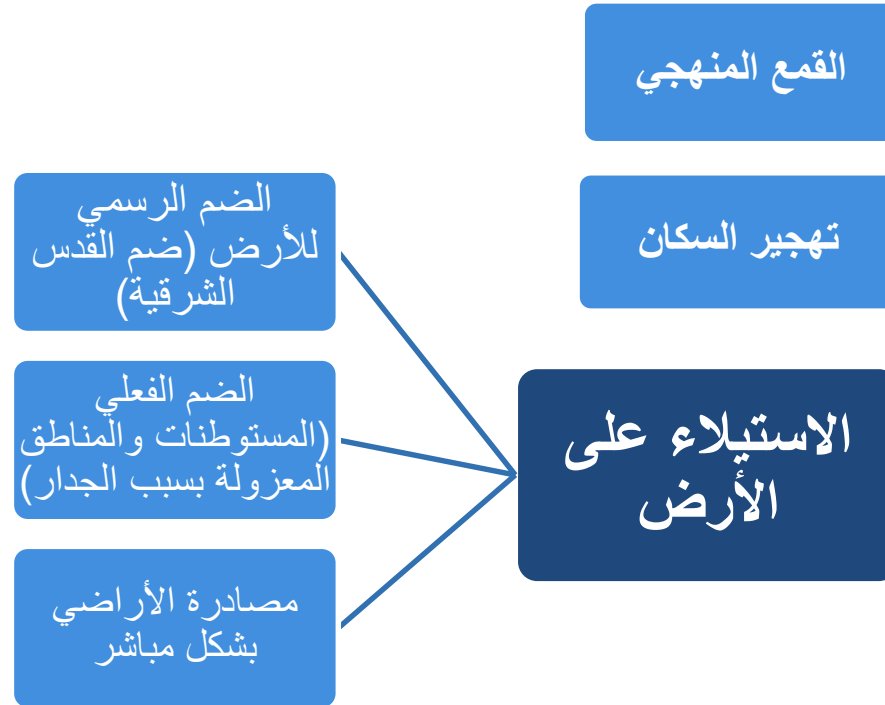 القمع المنهجي
تهجير السكان
الاستيلاء على
الأرض
الضم الرسمي
للأرض (ضم القدس
الشرقية)
الضم الفعلي
(المستوطنات والمناطق
المعزولة بسبب الجدار)
مصادرة الأراضي
بشكل مباشر